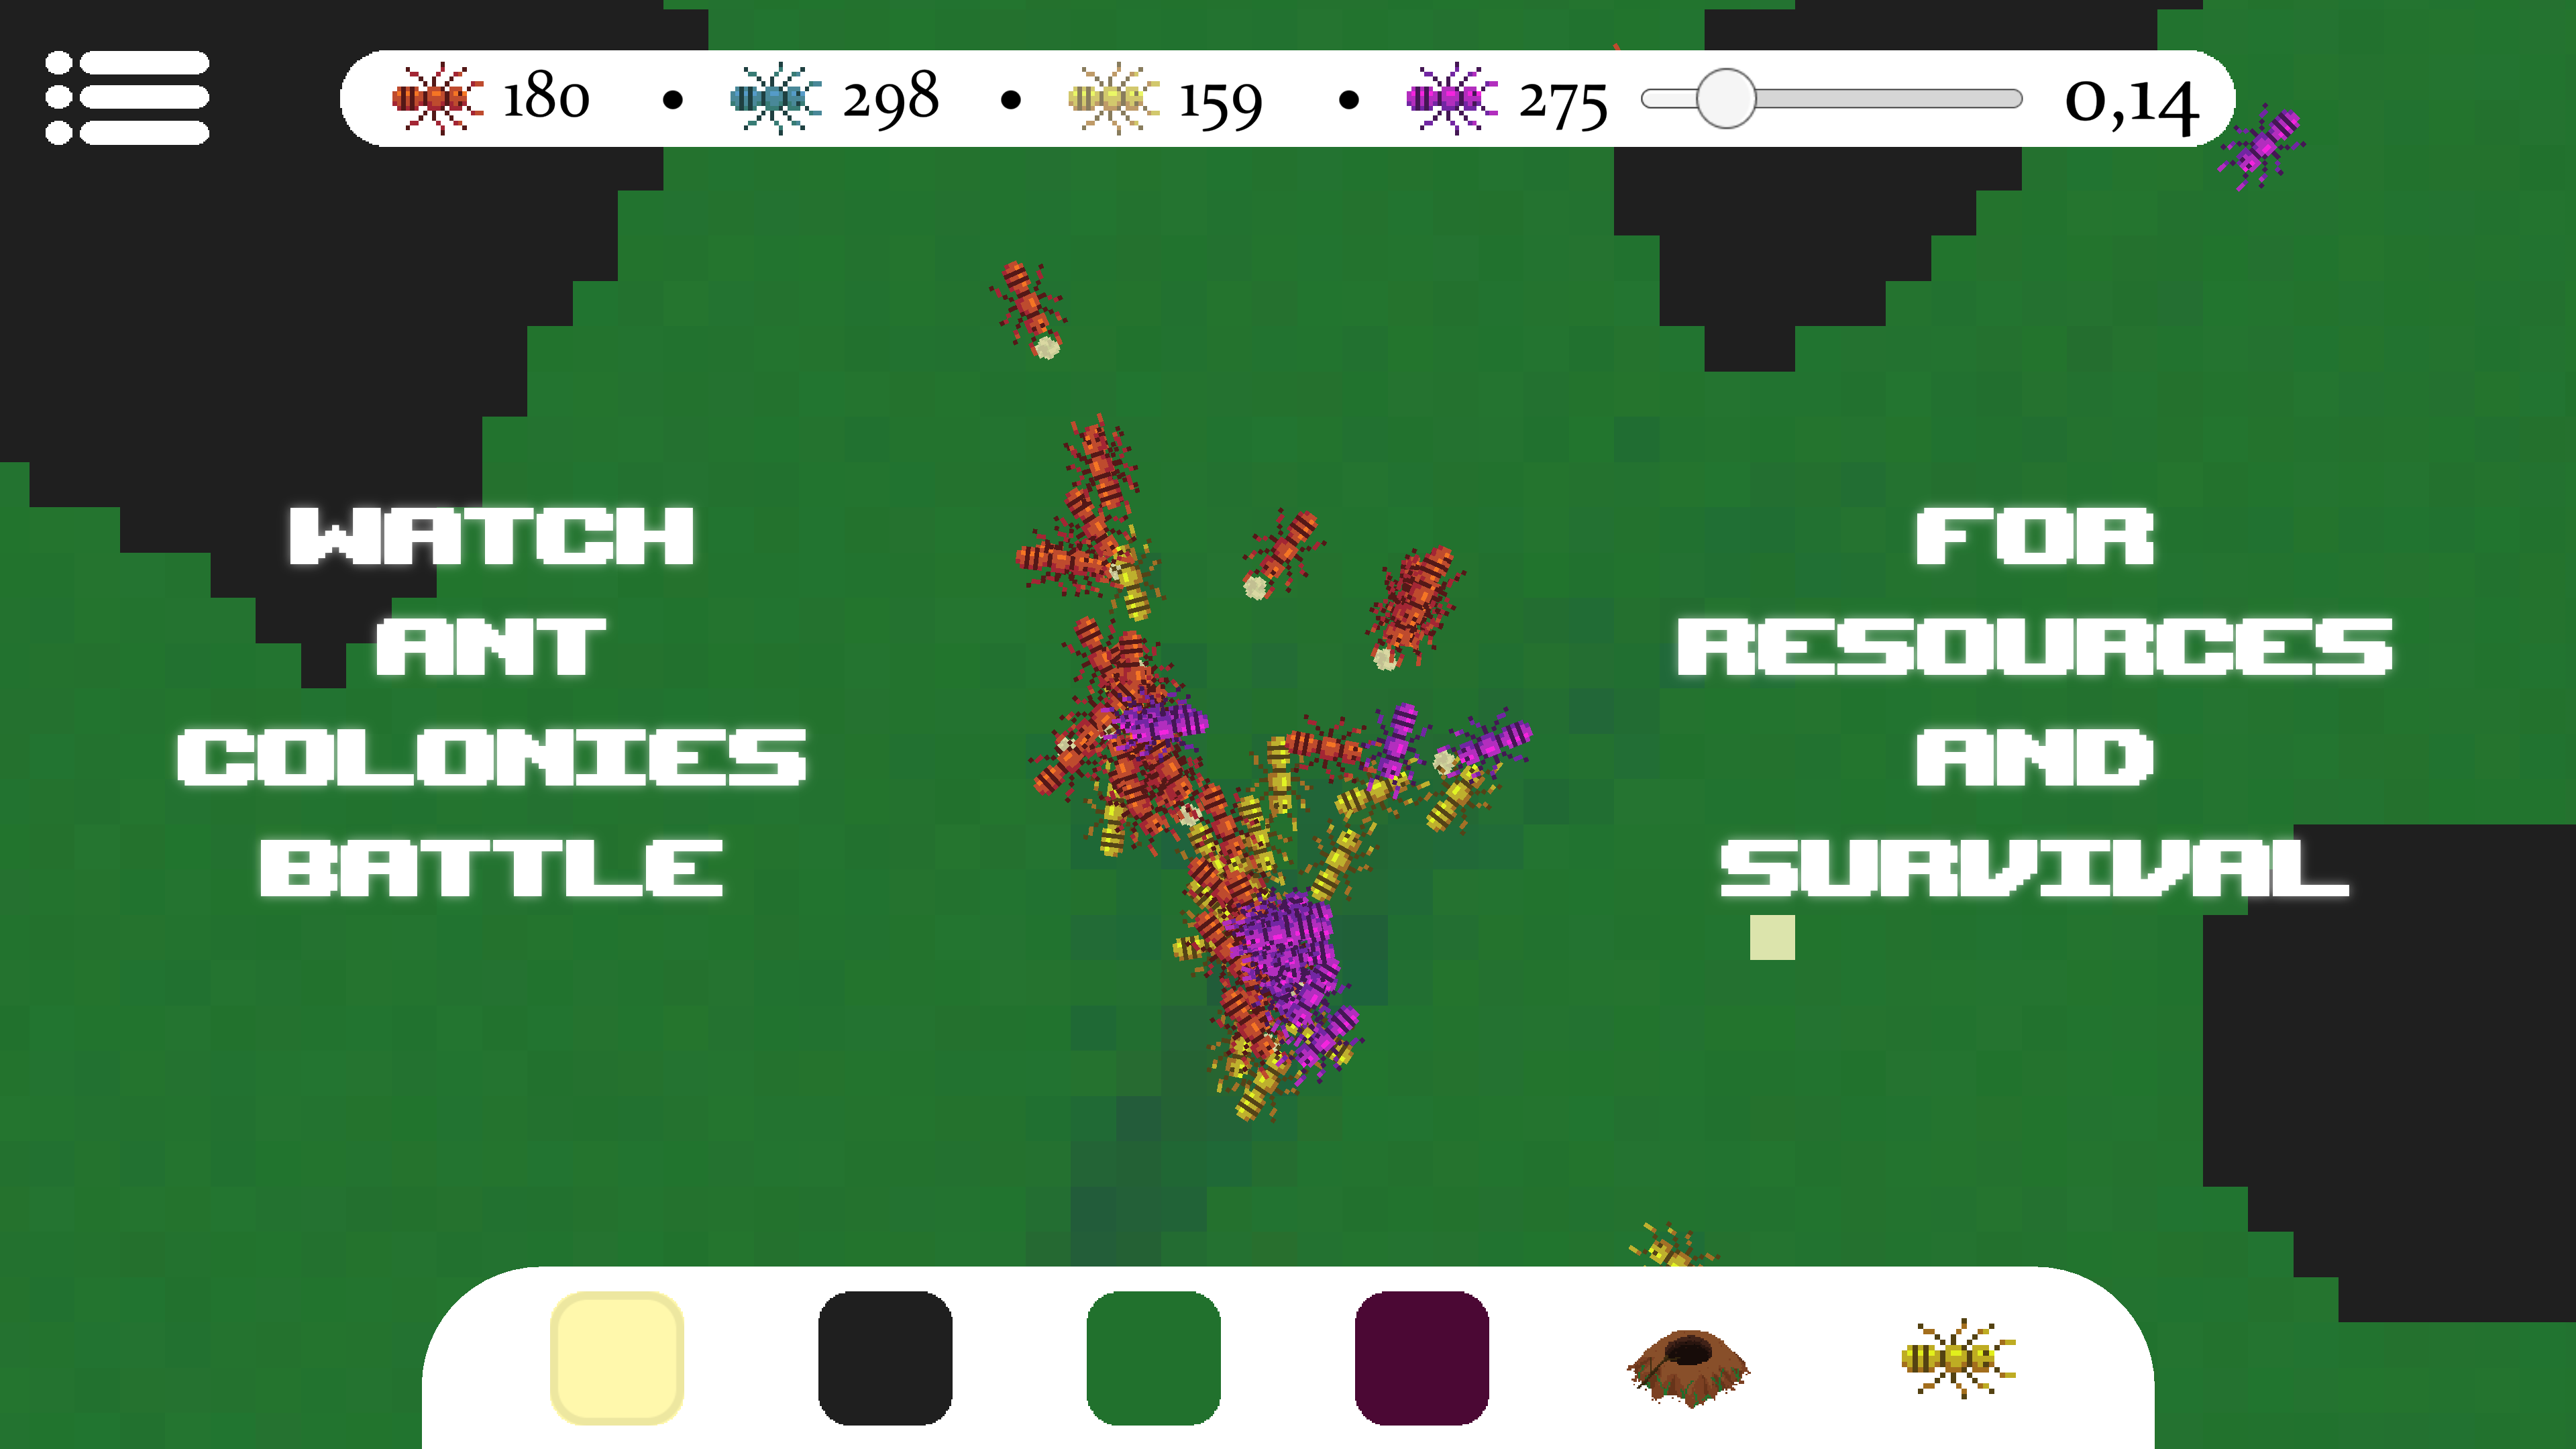 180 • 298 • 159 • 275 0,14
WATCH
ANT
COLONIES
BATTLE
FOR
RESOURCES
AND
SURVIVAL